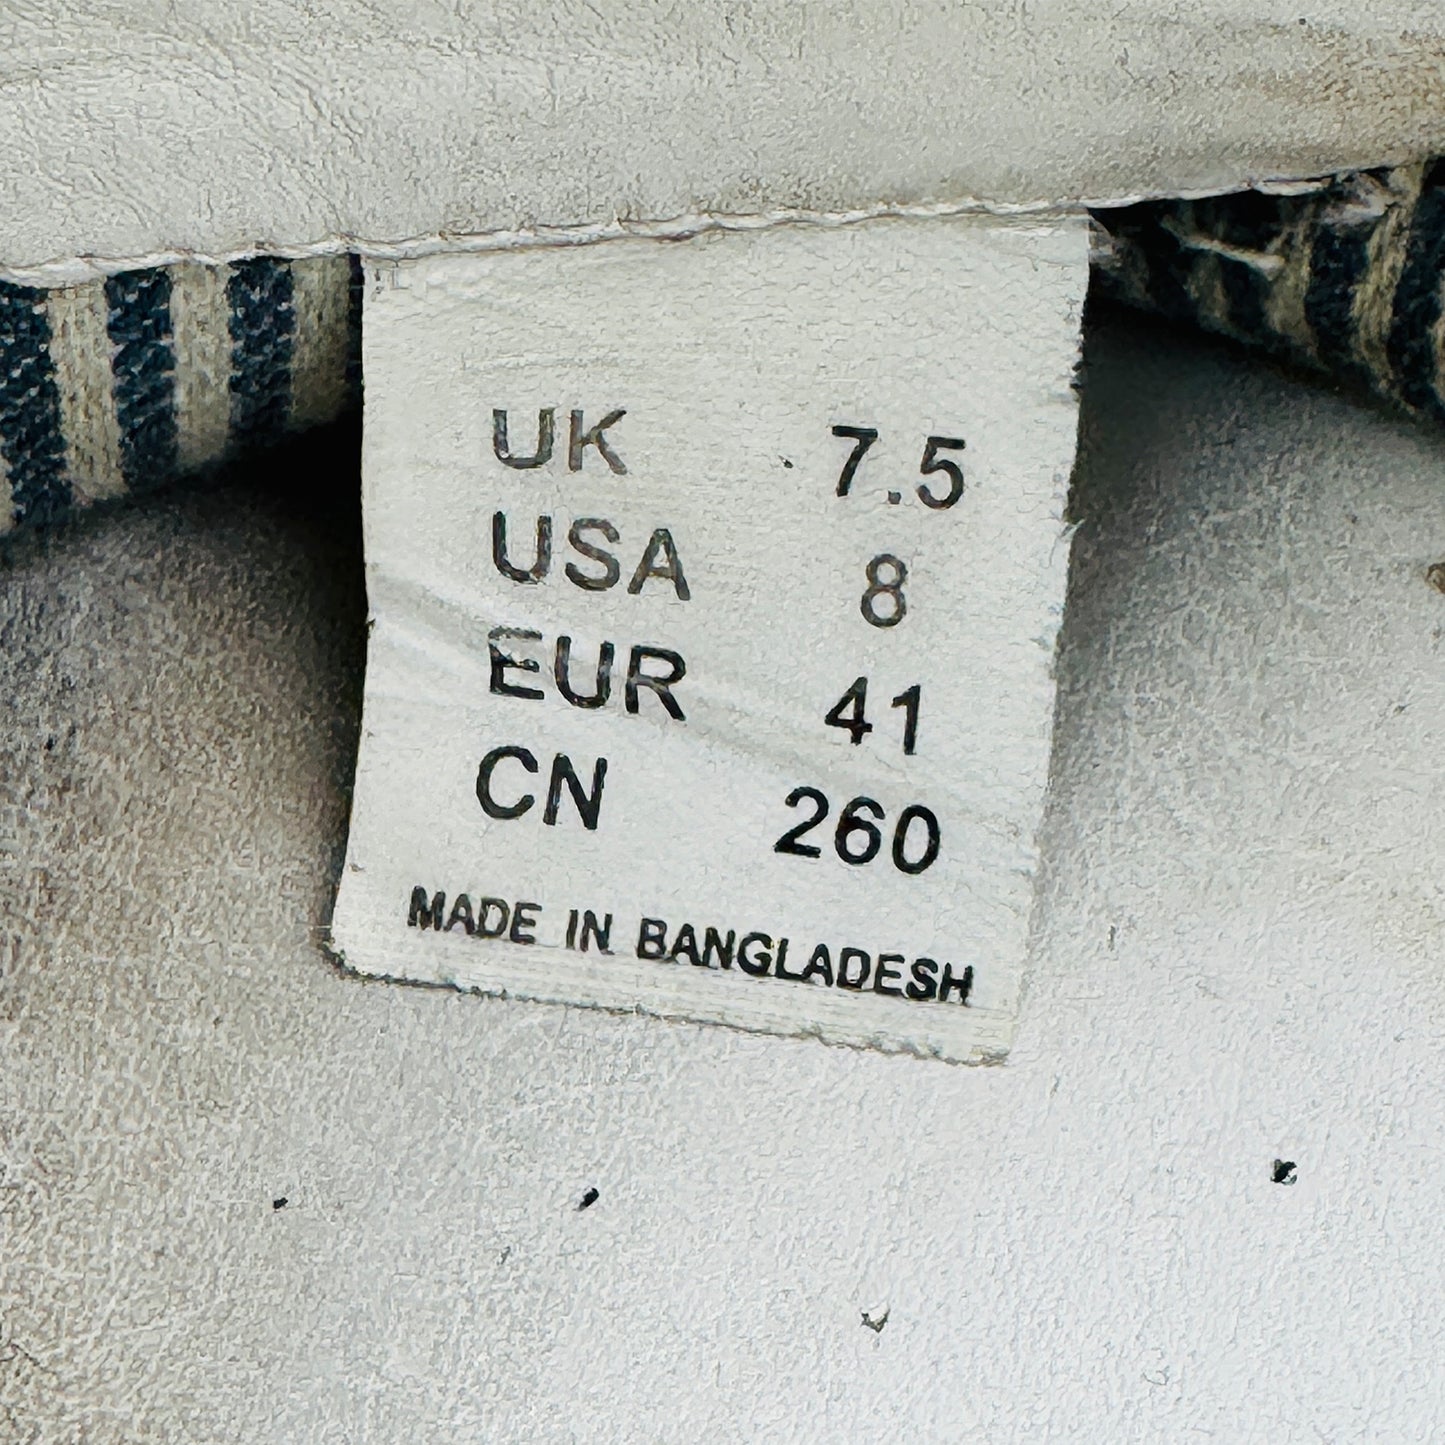 UK 7.5
USA 8
EUR 41
CN 260
MADE IN BANGLADESH